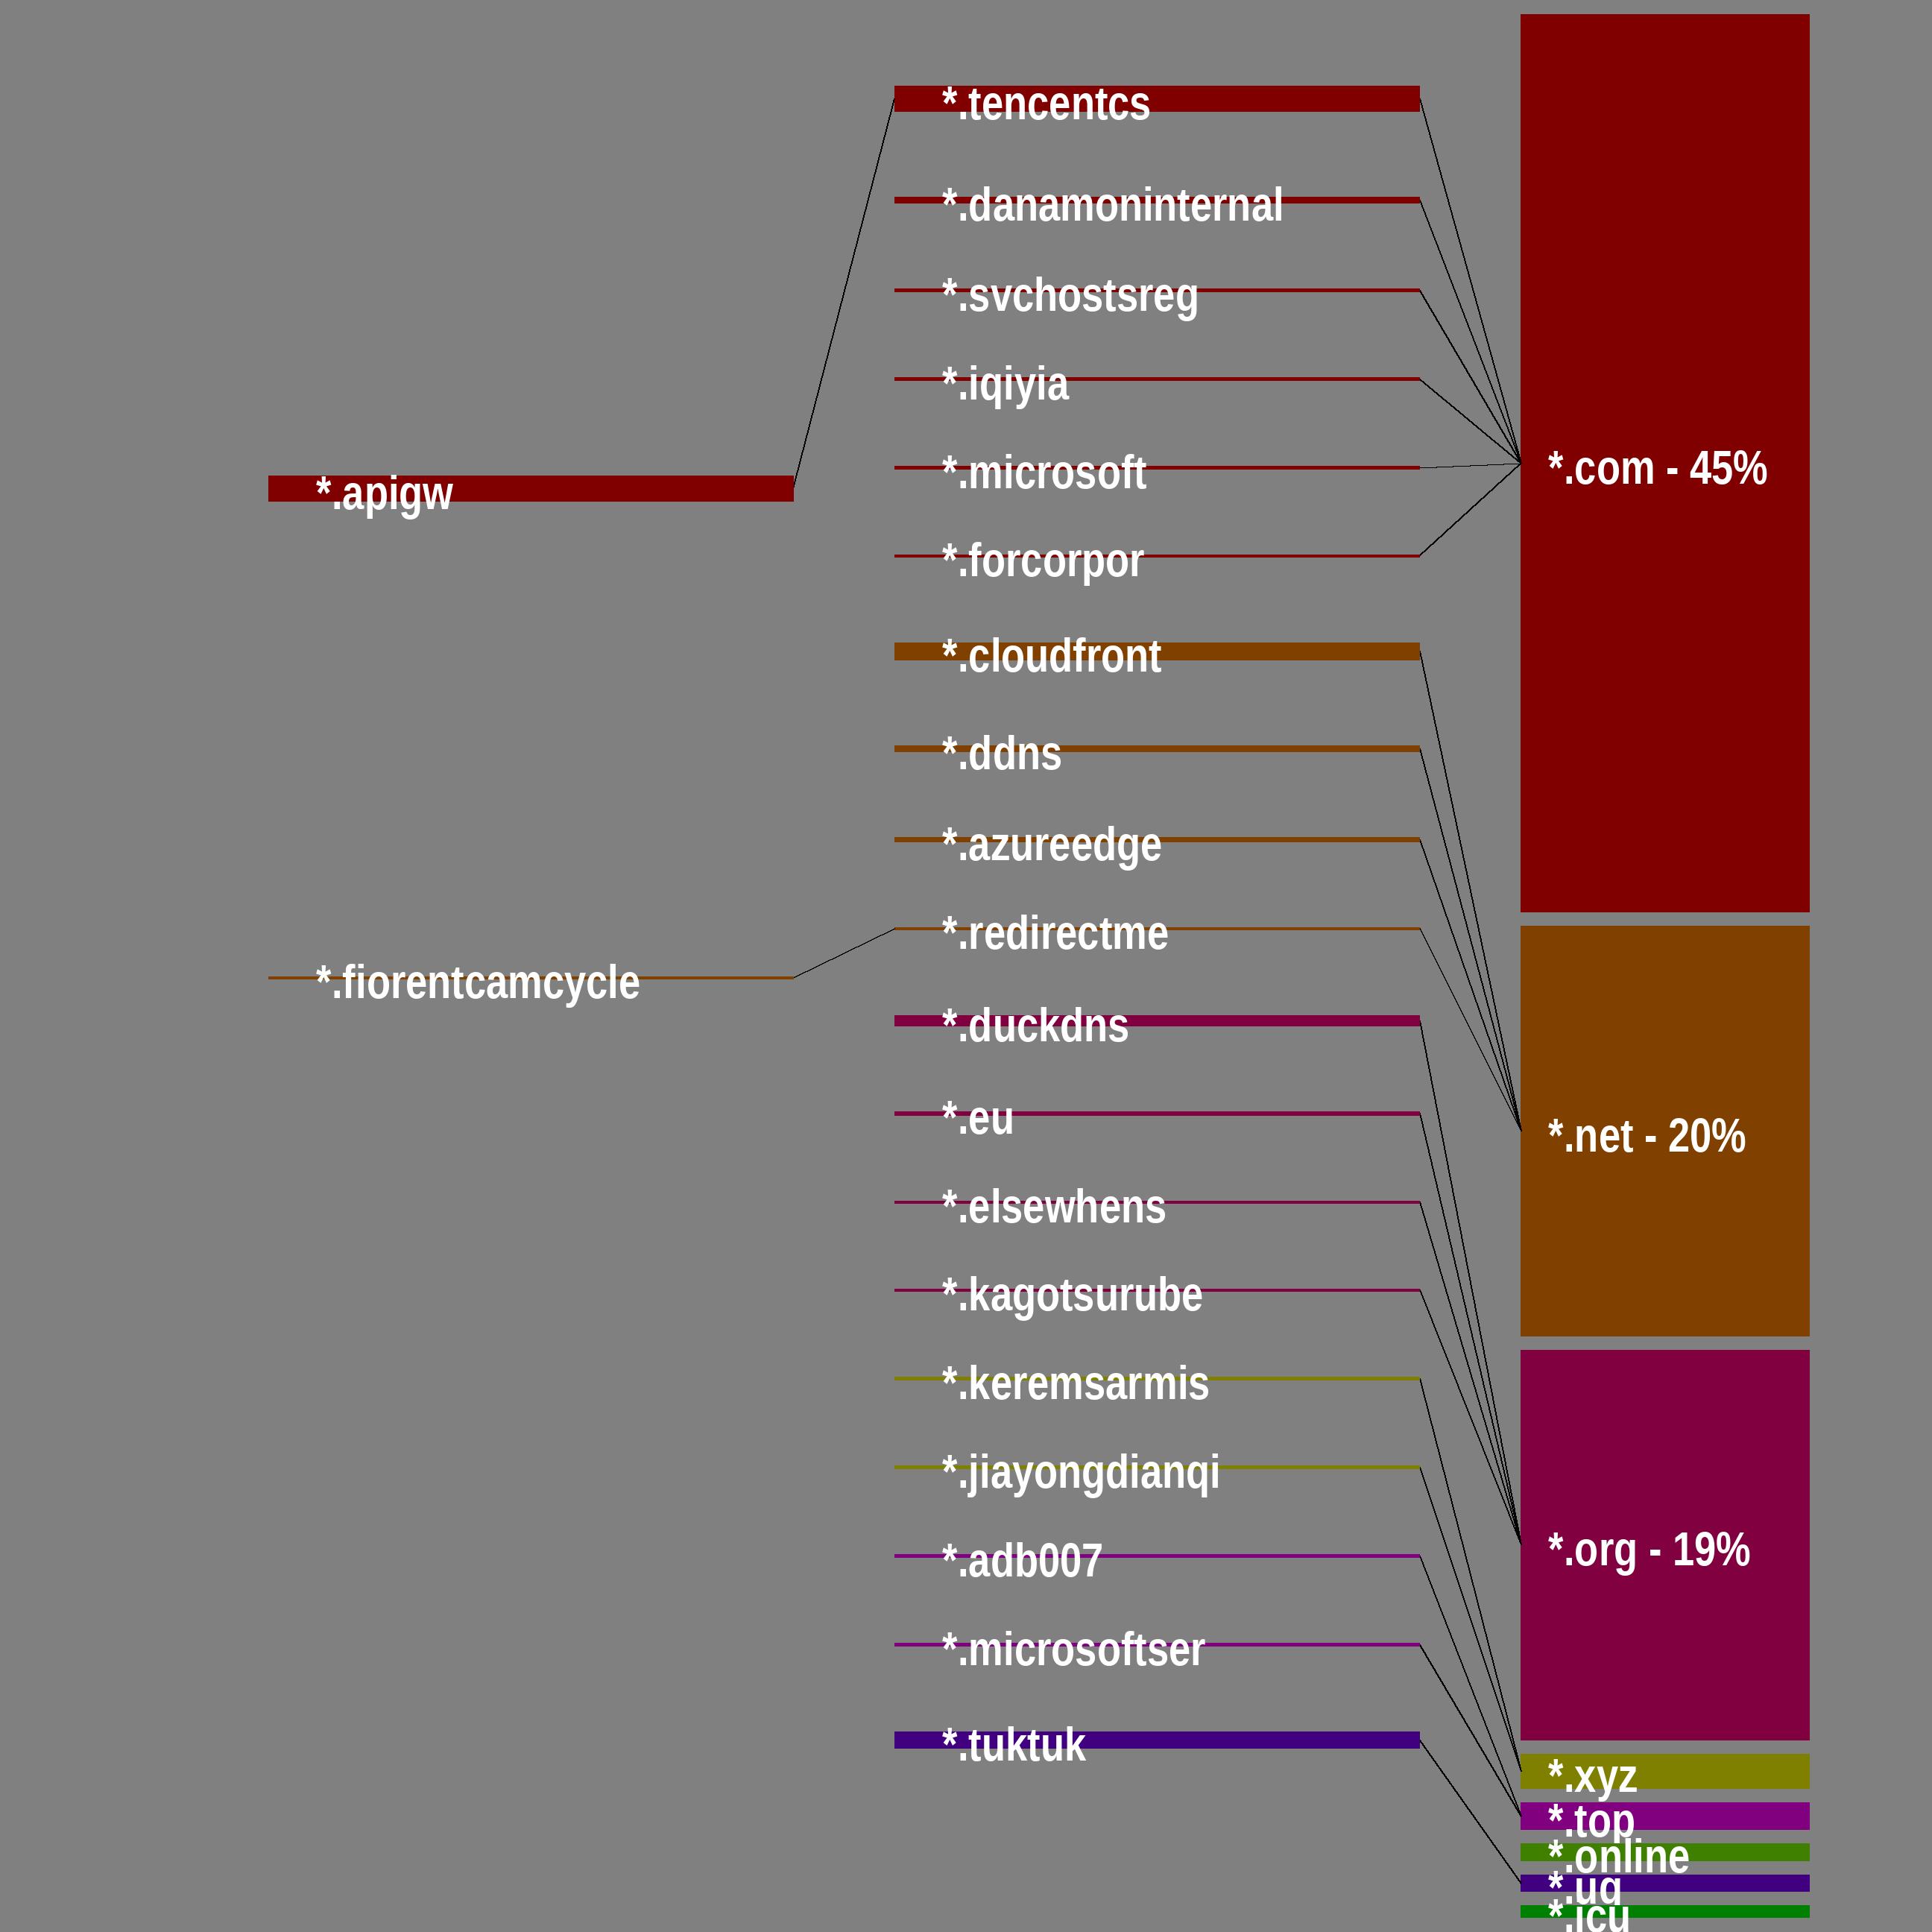 *.tencentcs
*.danamoninternal
*.svchostsreg
*.iqiyia
*.microsoft
*.com - 45%
*.apigw
*.forcorpor
*.cloudfront
*.ddns
*.azureedge
*.redirectme
*.fiorentcamcycle
*.duckdns
*.eu
*.net - 20%
*.elsewhens
*.kagotsurube
*.keremsarmis
*.jiayongdianqi
*.org - 19%
*.adb007
*.microsoftser
*.tuktuk
*.xyz
*.top
*.online
*.ug
*.icu